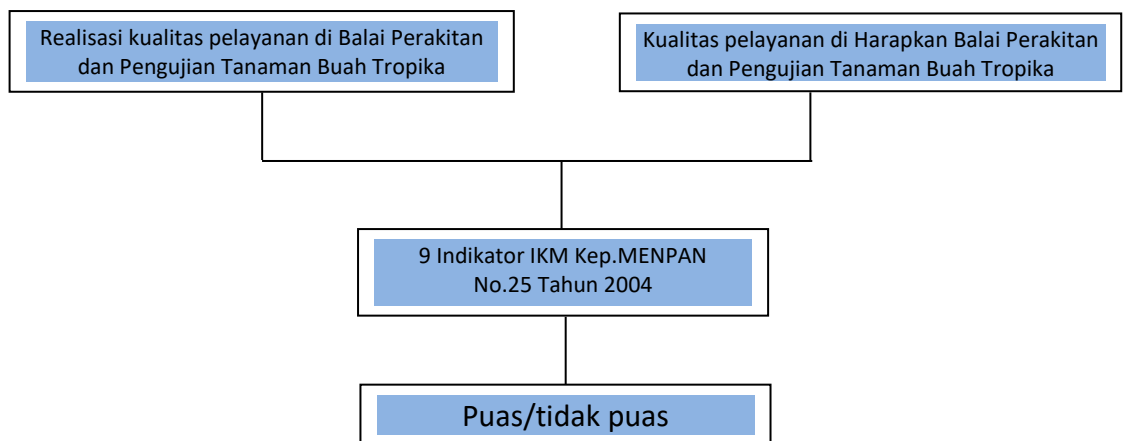 Realisasi kualitas pelayanan di Balai Perakitan
dan Pengujian Tanaman Buah Tropika
Kualitas pelayanan di Harapkan Balai Perakitan
dan Pengujian Tanaman Buah Tropika
9 Indikator IKM Kep.MENPAN
No.25 Tahun 2004
Puas/tidak puas